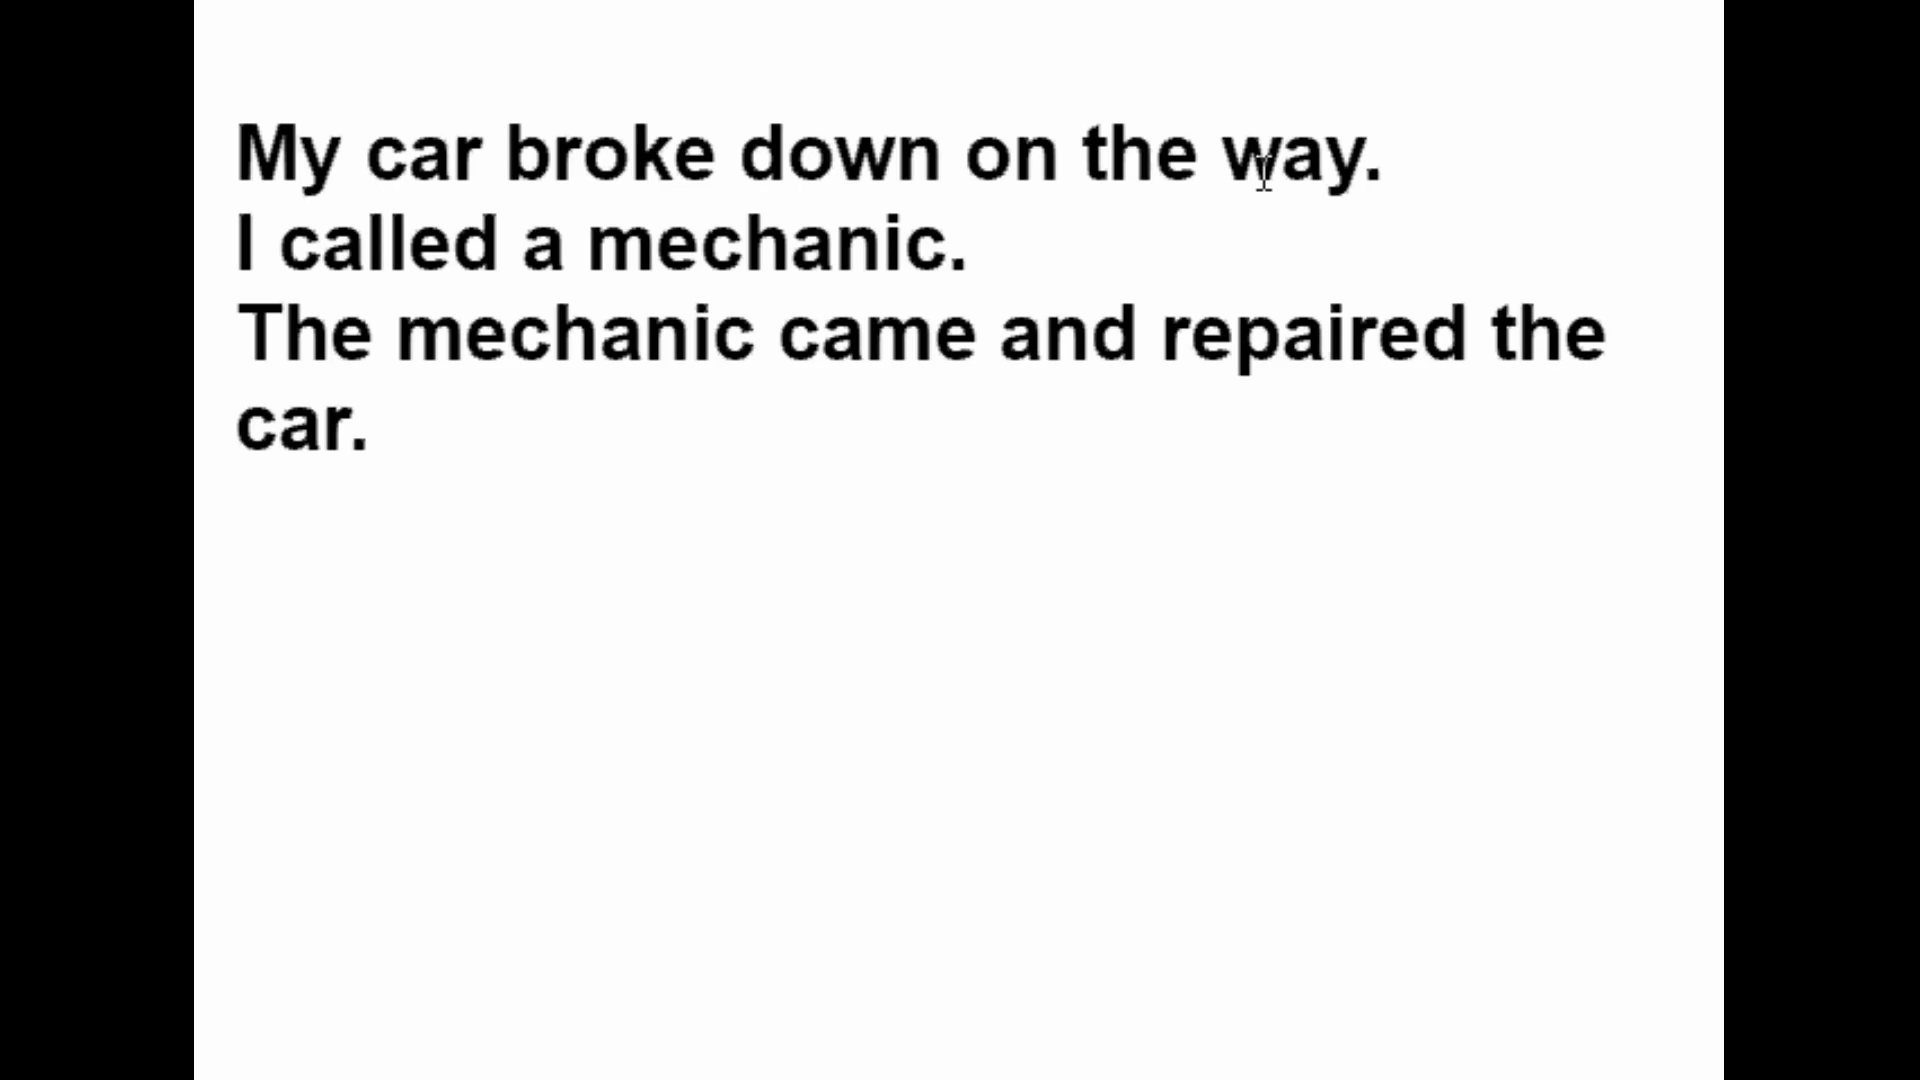 My car broke down on the way.
I called a mechanic.
The mechanic came and repaired the
car.